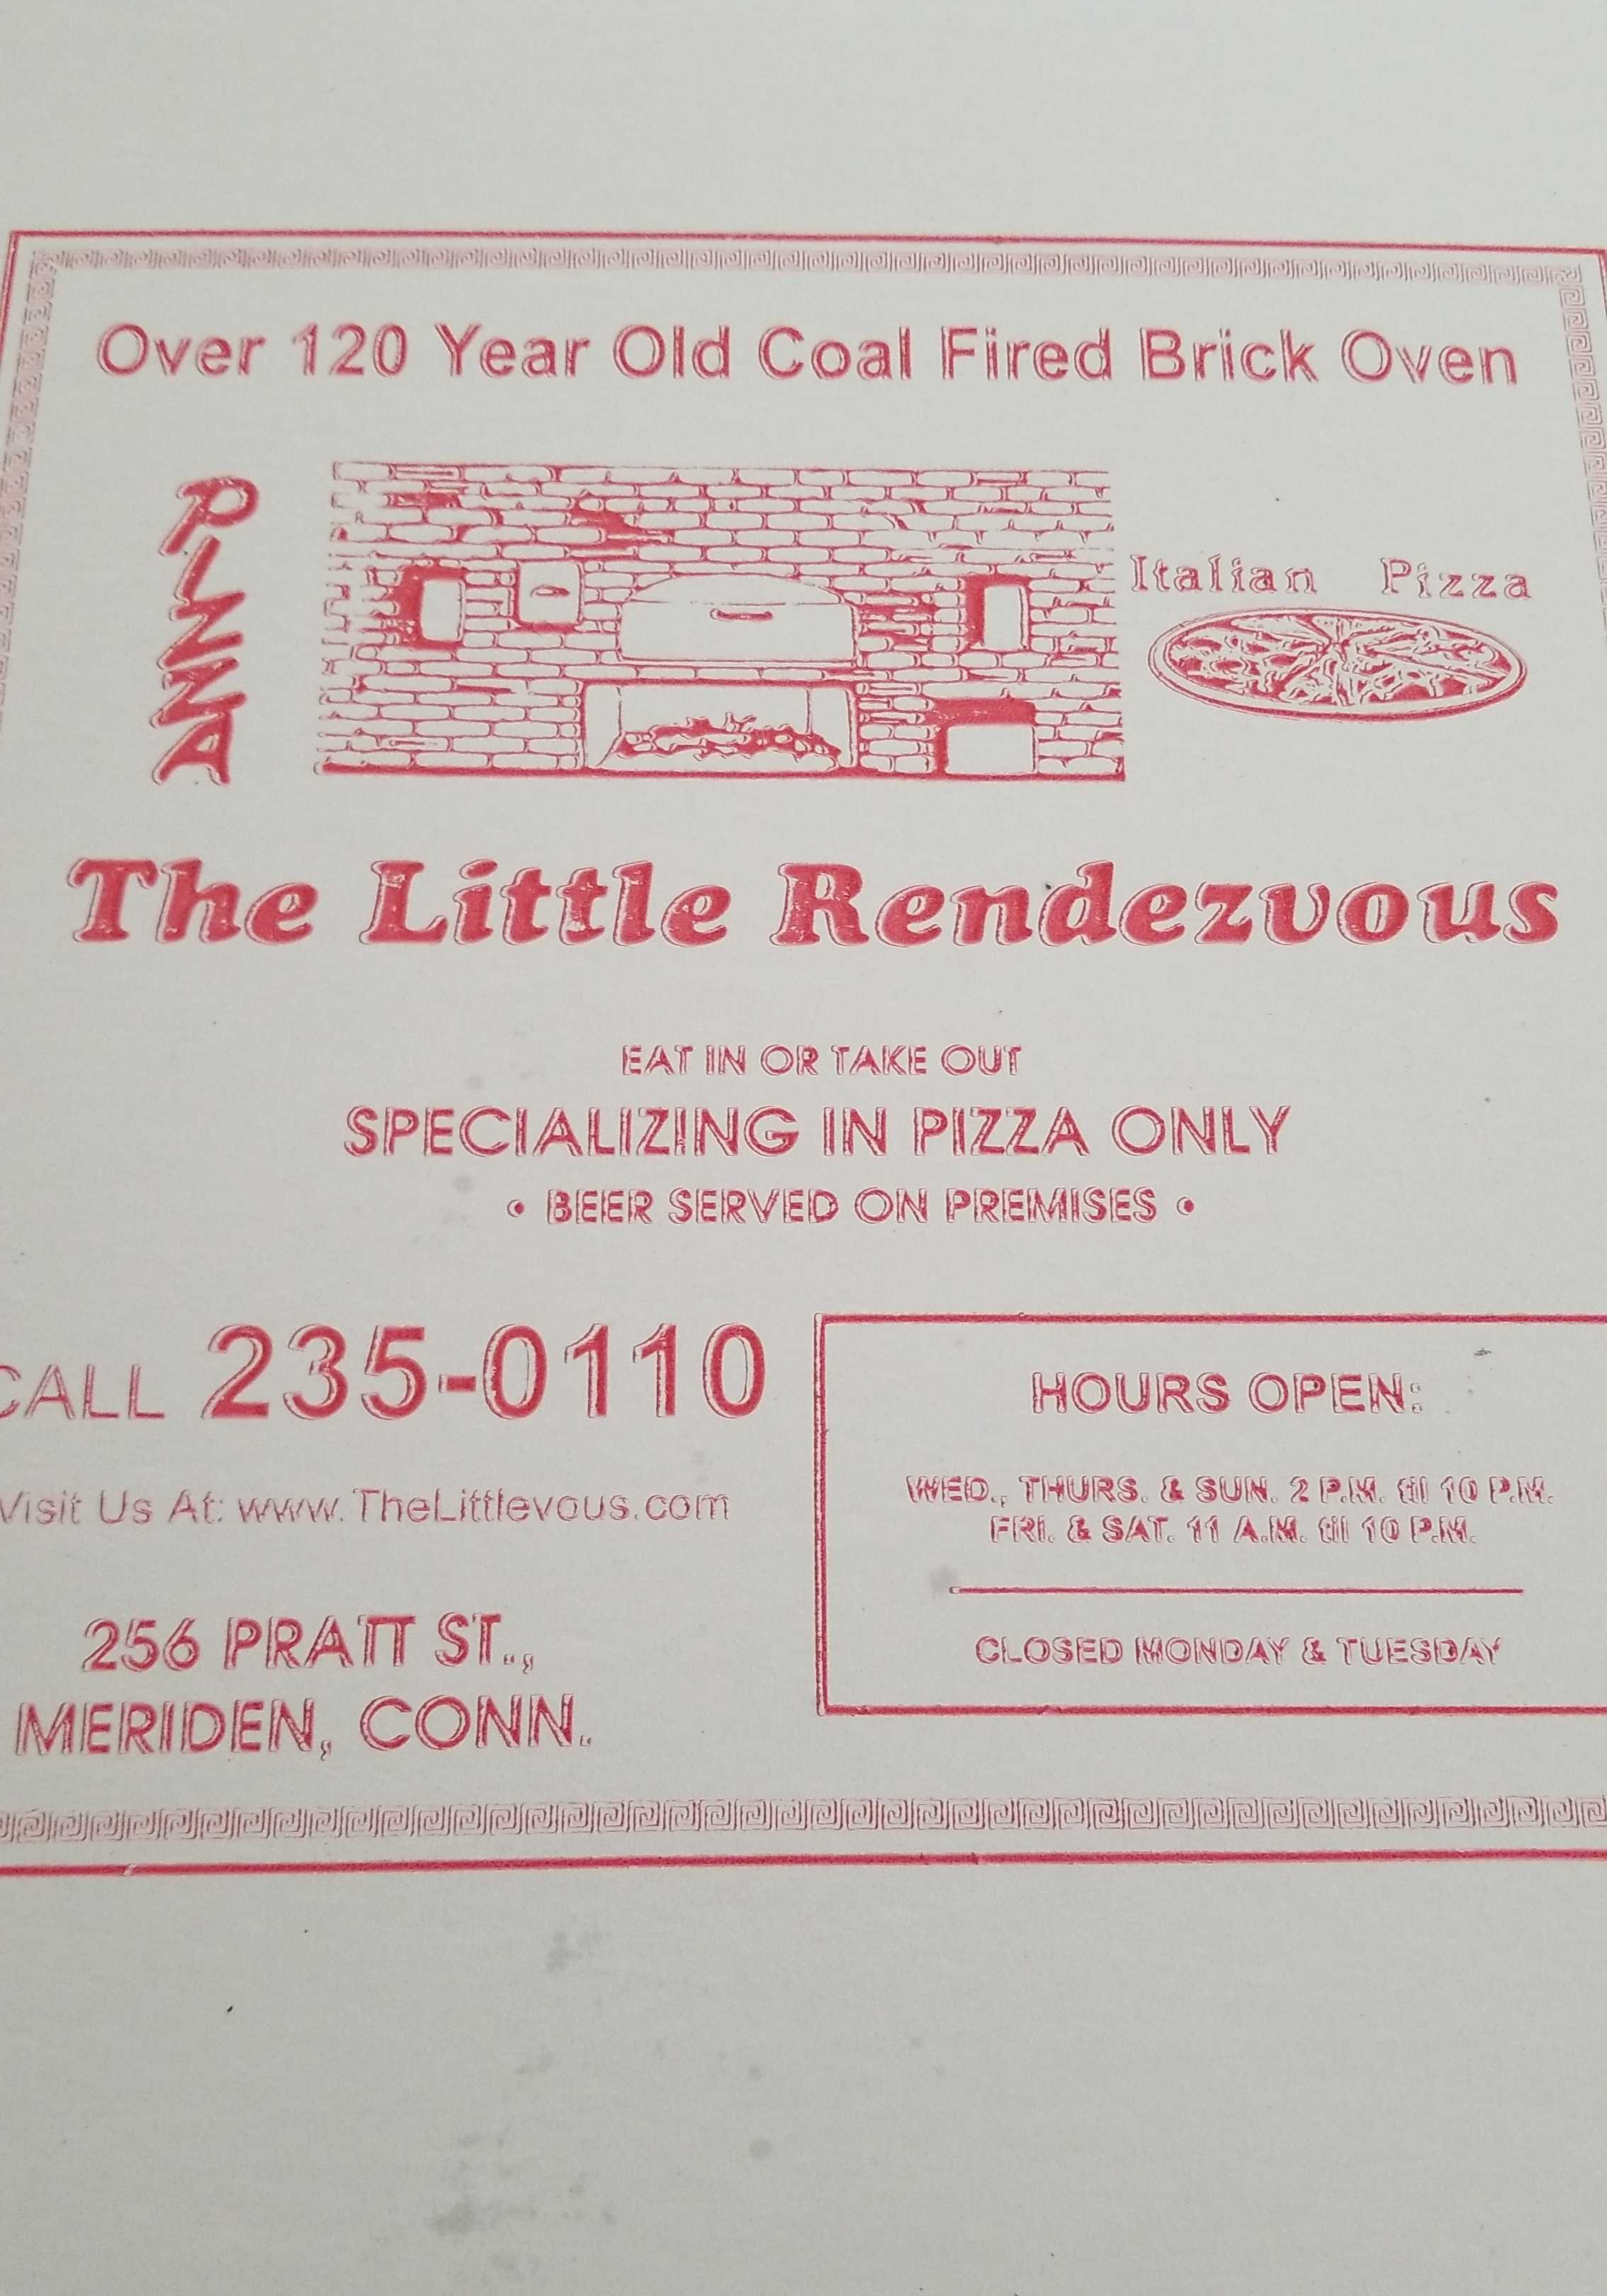 Over 120 Year Old Coal Fired Brick Oven
PIZZA
Italian Pizza
The Little Rendezvous
EAT IN OR TAKE OUT
SPECIALIZING IN PIZZA ONLY
• BEER SERVED ON PREMISES •
CALL 235-0110
Visit Us At: www.TheLittlevous.com
256 PRATT ST.,
MERIDEN, CONN.
HOURS OPEN:
WED., THURS. & SUN. 2 P.M. til 10 P.M.
FRI. & SAT. 11 A.M. til 10 P.M.
CLOSED MONDAY & TUESDAY